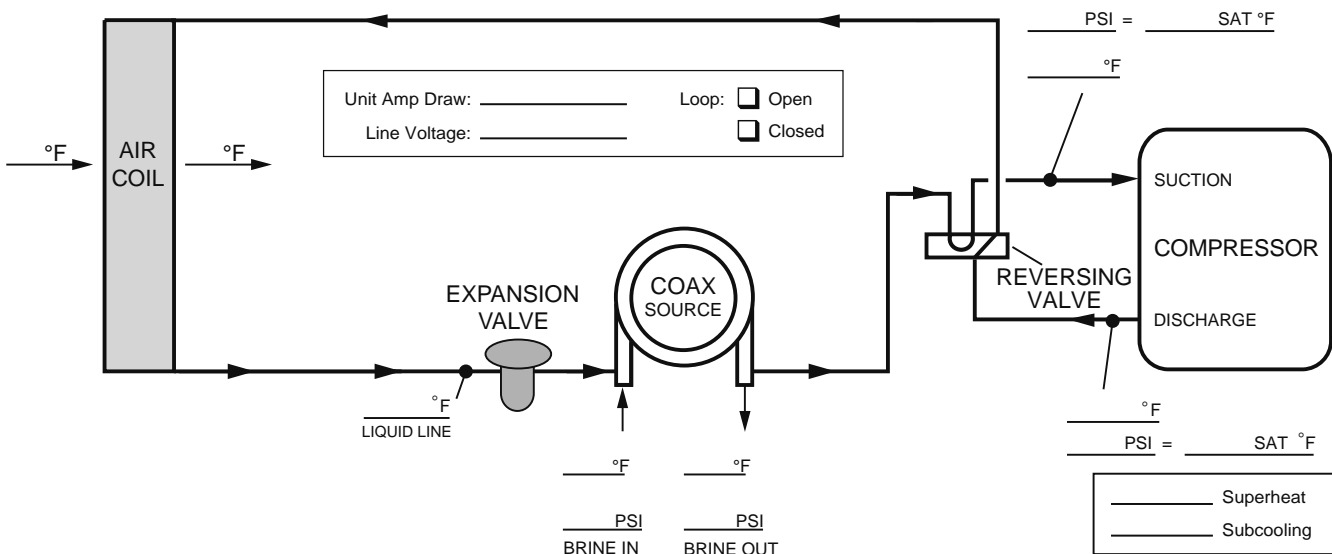 PSI = SAT °F
°F
Unit Amp Draw:
Loop: Open
Line Voltage:
Closed
°F
AIR
COIL
°F
SUCTION
COMPRESSOR
COAX
SOURCE
REVERSING
VALVE
EXPANSION
VALVE
DISCHARGE
°F
LIQUID LINE
°F
PSI = SAT °F
°F
°F
PSI
PSI
BRINE IN
BRINE OUT
Superheat
Subcooling